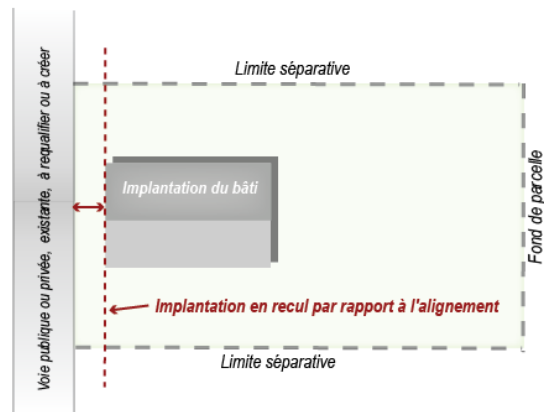 Voie publique ou privée, existante, à requalifier ou à créer
Limite séparative
Implantation du bâti
Fond de parcelle
Implantation en recul par rapport à l'alignement
Limite séparative